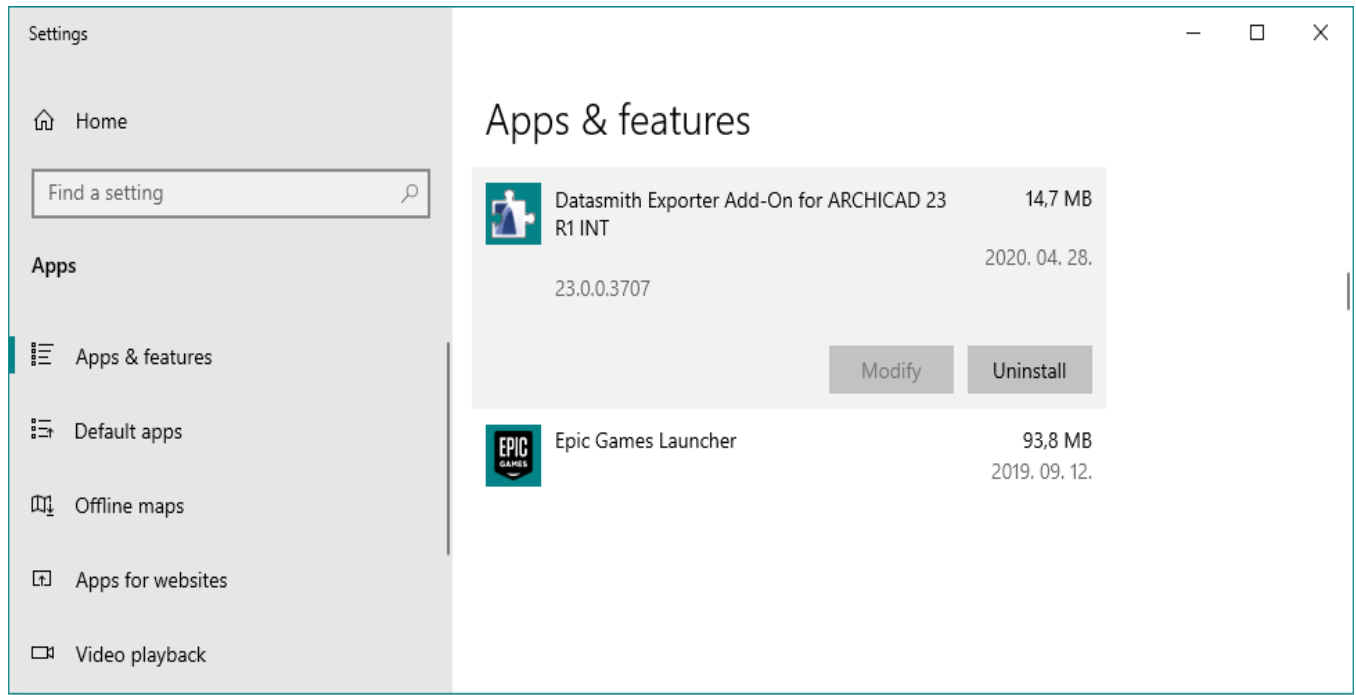 Settings
Home
Find a setting
Apps
Apps & features
Default apps
Offline maps
Apps for websites
Video playback
Apps & features
Datasmith Exporter Add-On for ARCHICAD 23
R1 INT
14,7 MB
2020. 04. 28.
23.0.0.3707
Modify
Uninstall
EPIC
GAMES
Epic Games Launcher
93,8 MB
2019. 09. 12.